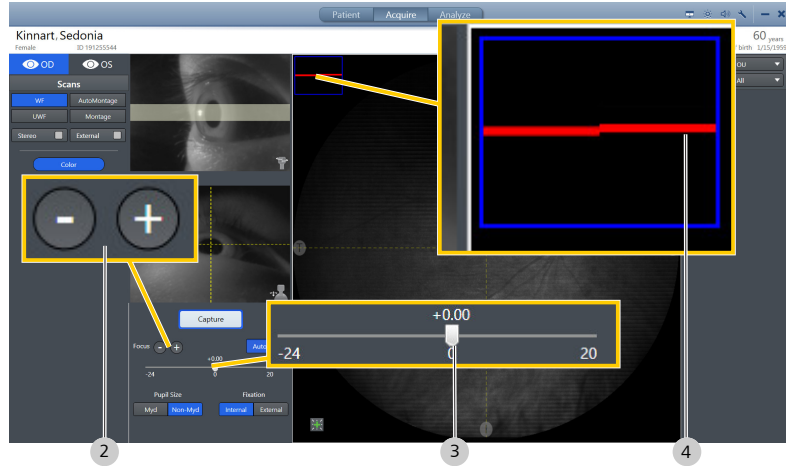 Patient Acquire Analyze
Kinnart, Sedonia
Female ID 191255544
60 years
birth 1/15/1959
OD OS
OU
All
Scans
WF AutoMontage
UWF Montage
Stereo External
Color
- +
Capture
Focus - + Auto
+0.00
-24 0 20
+0.00
-24 0 20
Pupil Size Fixation
Myd Non-Myd Internal External
2 3 4